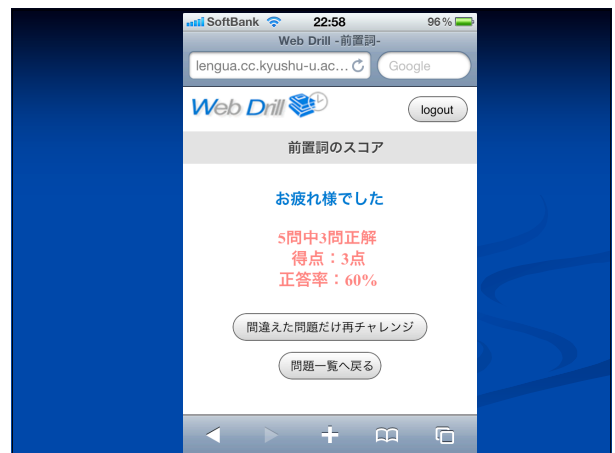 SoftBank 22:58 96%
Web Drill -前置詞-
lengua.cc.kyushu-u.ac... Google
Web Drill logout
前置詞のスコア
お疲れ様でした
5問中3問正解
得点：3点
正答率：60%
間違えた問題だけ再チャレンジ
問題一覧へ戻る